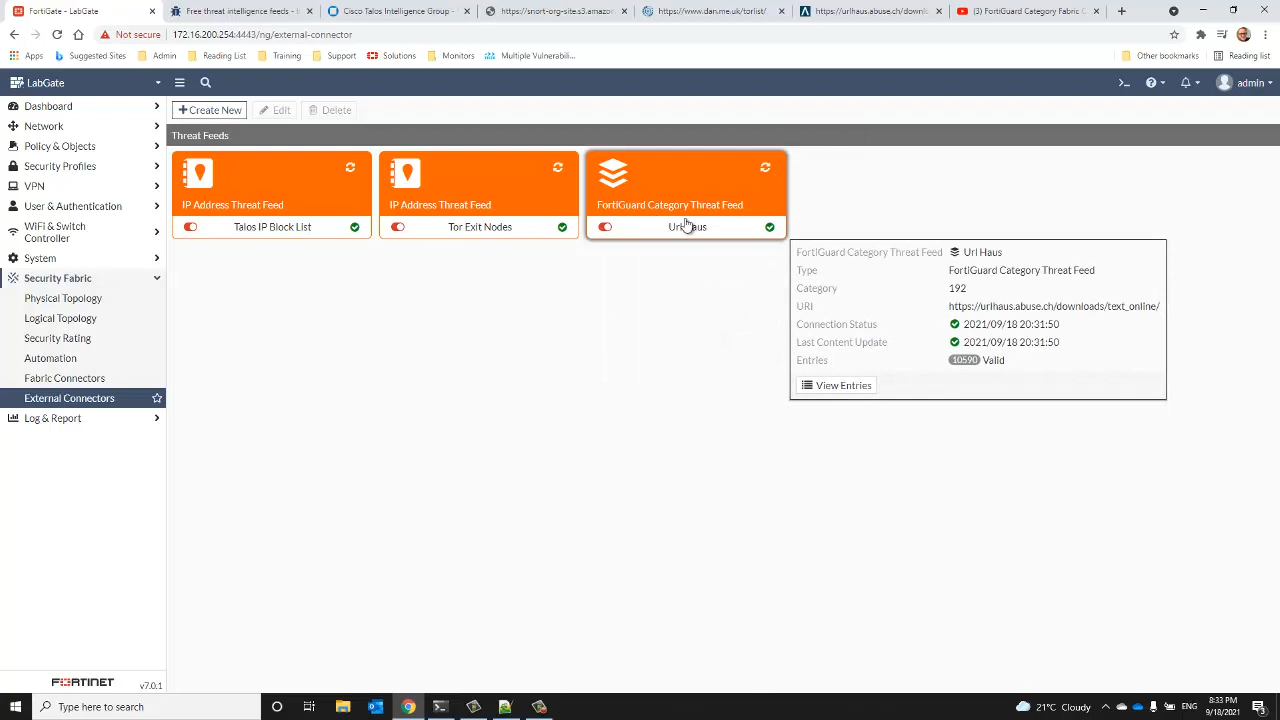 FortiGate - LabGate
Free threat intelligence feeds - t
Cisco Talos Intelligence Group -
https://snort-org-site.s3.amazon
https://www.dan.me.uk/torlist/
https://urlhaus.abuse.ch/downlo
(3) FortiGuard Category Fabric C
Not secure
172.16.200.254:4443/ng/external-connector
Apps
Suggested Sites
Admin
Reading List
Training
Support
Solutions
Monitors
Multiple Vulnerabili...
Other bookmarks
Reading list
LabGate
admin
Dashboard
Network
Policy & Objects
Security Profiles
VPN
User & Authentication
WiFi & Switch
Controller
System
Security Fabric
Physical Topology
Logical Topology
Security Rating
Automation
Fabric Connectors
External Connectors
Log & Report
Create New
Edit
Delete
Threat Feeds
IP Address Threat Feed
Talos IP Block List
IP Address Threat Feed
Tor Exit Nodes
FortiGuard Category Threat Feed
FortiGuard Category Threat Feed Url Haus
Type FortiGuard Category Threat Feed
Category 192
URI https://urlhaus.abuse.ch/downloads/text_online/
Connection Status 2021/09/18 20:31:50
Last Content Update 2021/09/18 20:31:50
Entries 10590 Valid
View Entries
FORTINET v7.0.1
Type here to search
21°C Cloudy
ENG
8:33 PM
9/18/2021